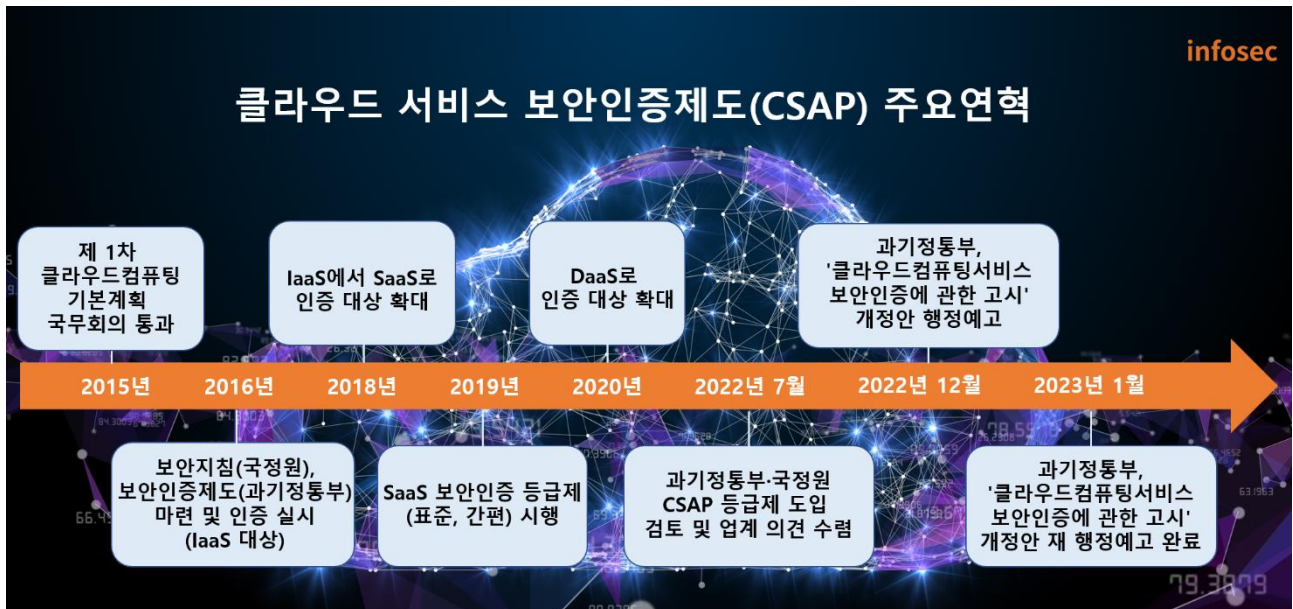 infosec
클라우드 서비스 보안인증제도(CSAP) 주요연혁
제 1차
클라우드컴퓨팅
기본계획
국무회의 통과
IaaS에서 SaaS로
인증 대상 확대
DaaS로
인증 대상 확대
과기정통부,
'클라우드컴퓨팅서비스
보안인증에 관한 고시'
개정안 행정예고
2015년
2016년
2018년
2019년
2020년
2022년 7월
2022년 12월
2023년 1월
보안지침(국정원),
보안인증제도(과기정통부)
마련 및 인증 실시
(IaaS 대상)
SaaS 보안인증 등급제
(표준, 간편) 시행
과기정통부·국정원
CSAP 등급제 도입
검토 및 업계 의견 수렴
과기정통부,
'클라우드컴퓨팅서비스
보안인증에 관한 고시'
개정안 재 행정예고 완료
63.1963
79.3879